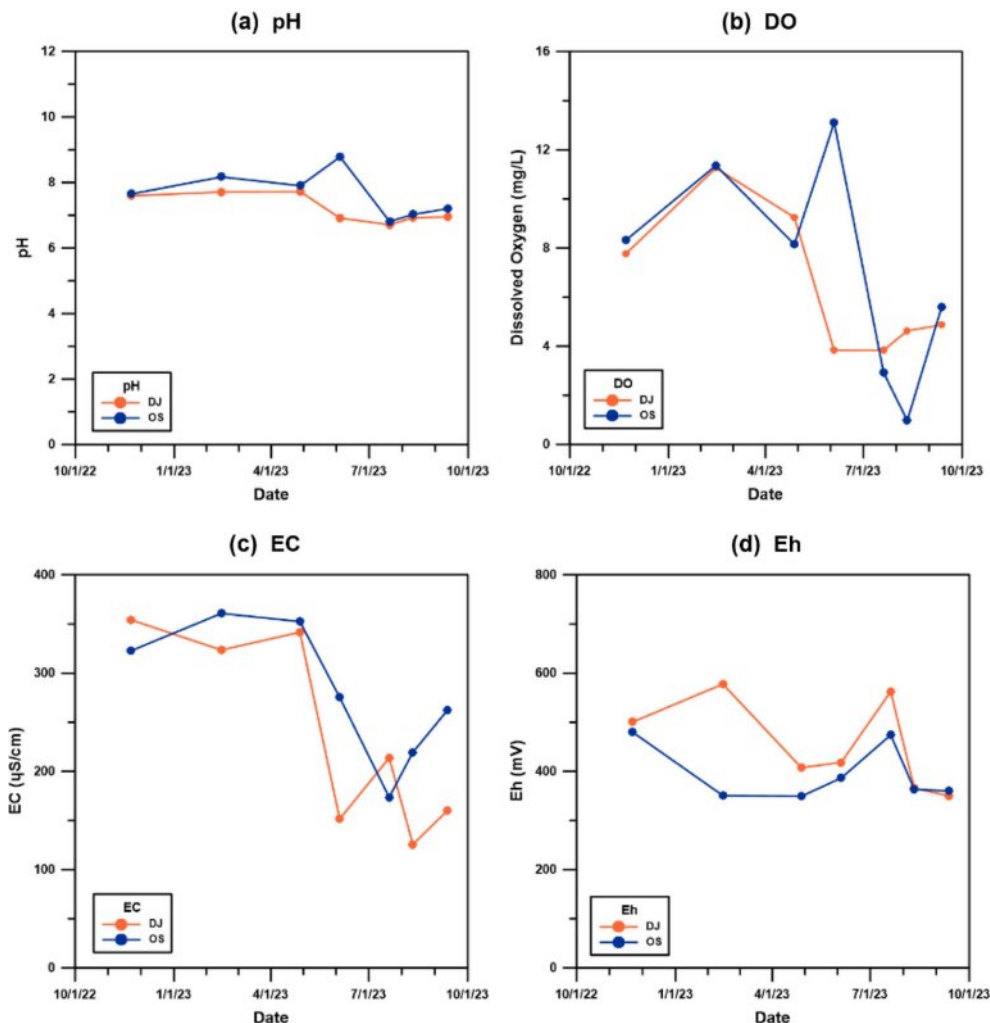 (a) pH
12
10
8
6
4
2
0
pH
pH
DJ
OS
10/1/22 1/1/23 4/1/23 7/1/23 10/1/23
Date
(b) DO
16
12
8
4
0
Dissolved Oxygen (mg/L)
DO
DJ
OS
10/1/22 1/1/23 4/1/23 7/1/23 10/1/23
Date
(c) EC
400
300
200
100
0
EC (ɥS/cm)
EC
DJ
OS
10/1/22 1/1/23 4/1/23 7/1/23 10/1/23
Date
(d) Eh
800
600
400
200
0
Eh (mV)
Eh
DJ
OS
10/1/22 1/1/23 4/1/23 7/1/23 10/1/23
Date